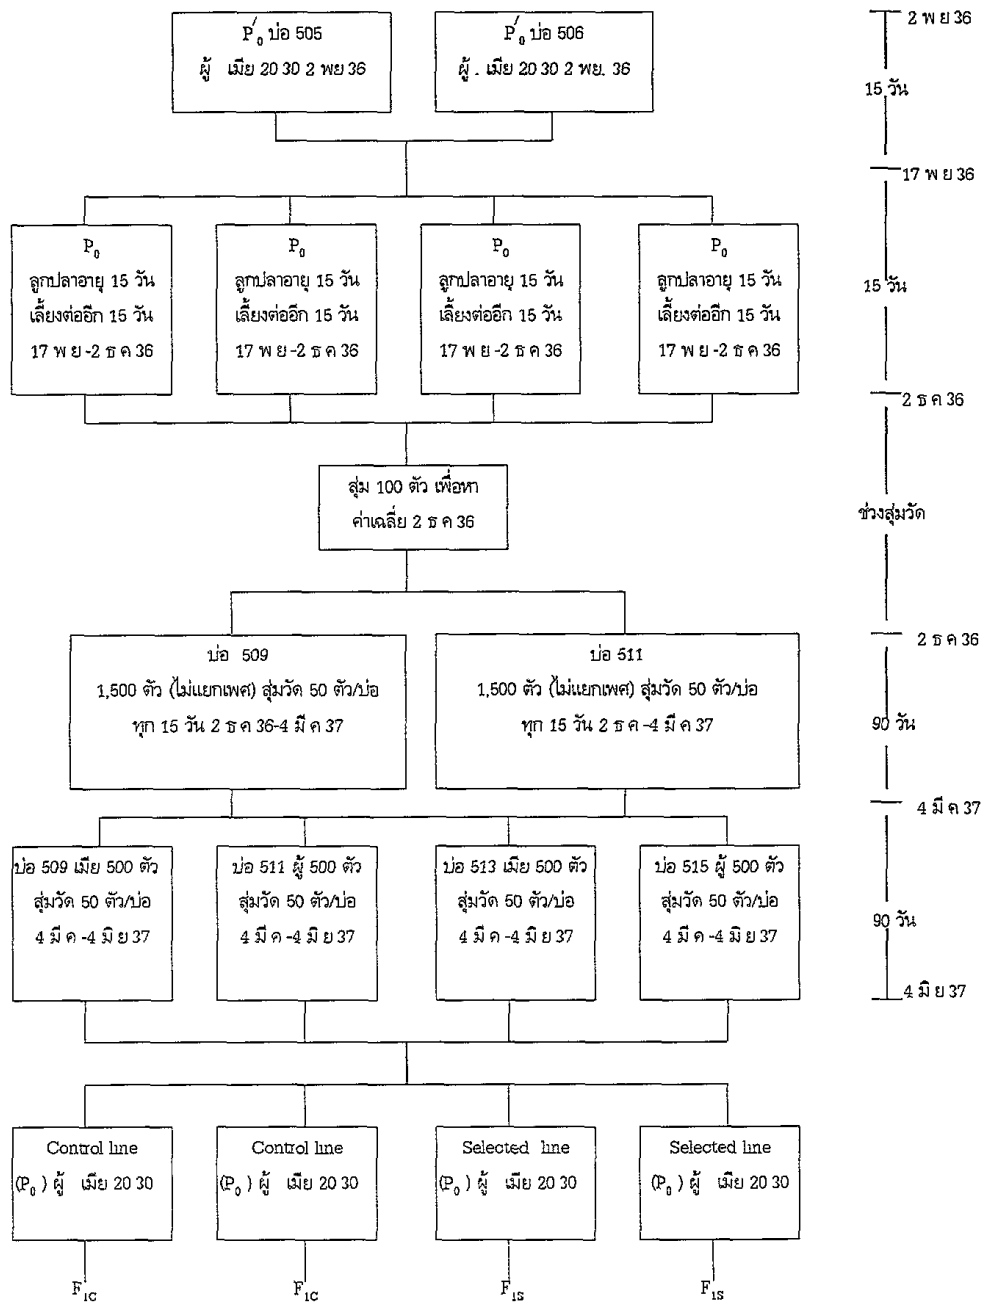 P′₀ บ่อ 505
ผู้ เมีย 20 30 2 พย 36
P′₀ บ่อ 506
ผู้ . เมีย 20 30 2 พย. 36
2 พ ย 36
15 วัน
17 พ ย 36
P₀
ลูกปลาอายุ 15 วัน
เลี้ยงต่ออีก 15 วัน
17 พ ย -2 ธ ค 36
P₀
ลูกปลาอายุ 15 วัน
เลี้ยงต่ออีก 15 วัน
17 พ ย -2 ธ ค 36
P₀
ลูกปลาอายุ 15 วัน
เลี้ยงต่ออีก 15 วัน
17 พ ย -2 ธ ค 36
P₀
ลูกปลาอายุ 15 วัน
เลี้ยงต่ออีก 15 วัน
17 พ ย -2 ธ ค 36
15 วัน
2 ธ ค 36
สุ่ม 100 ตัว เพื่อหา
ค่าเฉลี่ย 2 ธ ค 36
ช่วงสุ่มวัด
2 ธ ค 36
บ่อ 509
1,500 ตัว (ไม่แยกเพศ) สุ่มวัด 50 ตัว/บ่อ
ทุก 15 วัน 2 ธ ค 36-4 มี ค 37
บ่อ 511
1,500 ตัว (ไม่แยกเพศ) สุ่มวัด 50 ตัว/บ่อ
ทุก 15 วัน 2 ธ ค -4 มี ค 37
90 วัน
4 มี ค 37
บ่อ 509 เมีย 500 ตัว
สุ่มวัด 50 ตัว/บ่อ
4 มี ค -4 มิ ย 37
บ่อ 511 ผู้ 500 ตัว
สุ่มวัด 50 ตัว/บ่อ
4 มี ค -4 มิ ย 37
บ่อ 513 เมีย 500 ตัว
สุ่มวัด 50 ตัว/บ่อ
4 มี ค -4 มิ ย 37
บ่อ 515 ผู้ 500 ตัว
สุ่มวัด 50 ตัว/บ่อ
4 มี ค -4 มิ ย 37
90 วัน
4 มิ ย 37
Control line
(P₀ ) ผู้ เมีย 20 30
Control line
(P₀ ) ผู้ เมีย 20 30
Selected line
(P₀ ) ผู้ เมีย 20 30
Selected line
(P₀ ) ผู้ เมีย 20 30
F₁C
F₁C
F₁S
F₁S